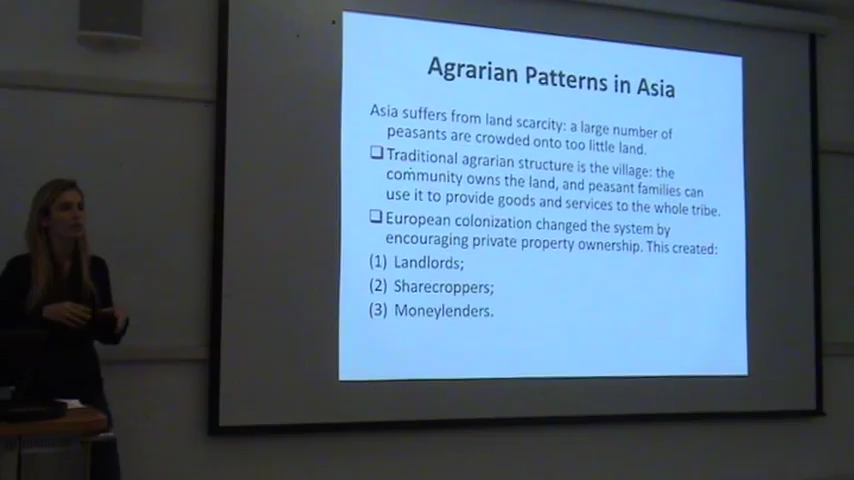 Agrarian Patterns in Asia
Asia suffers from land scarcity: a large number of
peasants are crowded onto too little land.
❑Traditional agrarian structure is the village: the
community owns the land, and peasant families can
use it to provide goods and services to the whole tribe.
❑European colonization changed the system by
encouraging private property ownership. This created:
(1) Landlords;
(2) Sharecroppers;
(3) Moneylenders.